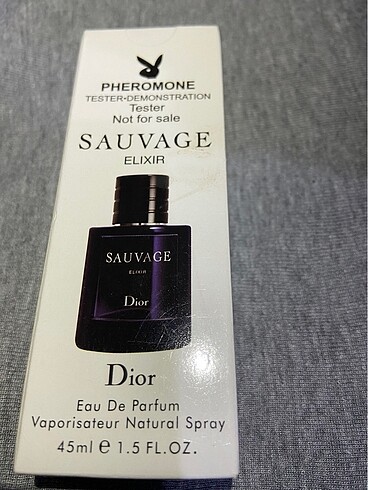 PHEROMONE
TESTER•DEMONSTRATION
Tester
Not for sale
SAUVAGE
ELIXIR
SAUVAGE
ELIXIR
Dior
Dior
Eau De Parfum
Vaporisateur Natural Spray
45ml e 1.5 FL.OZ.